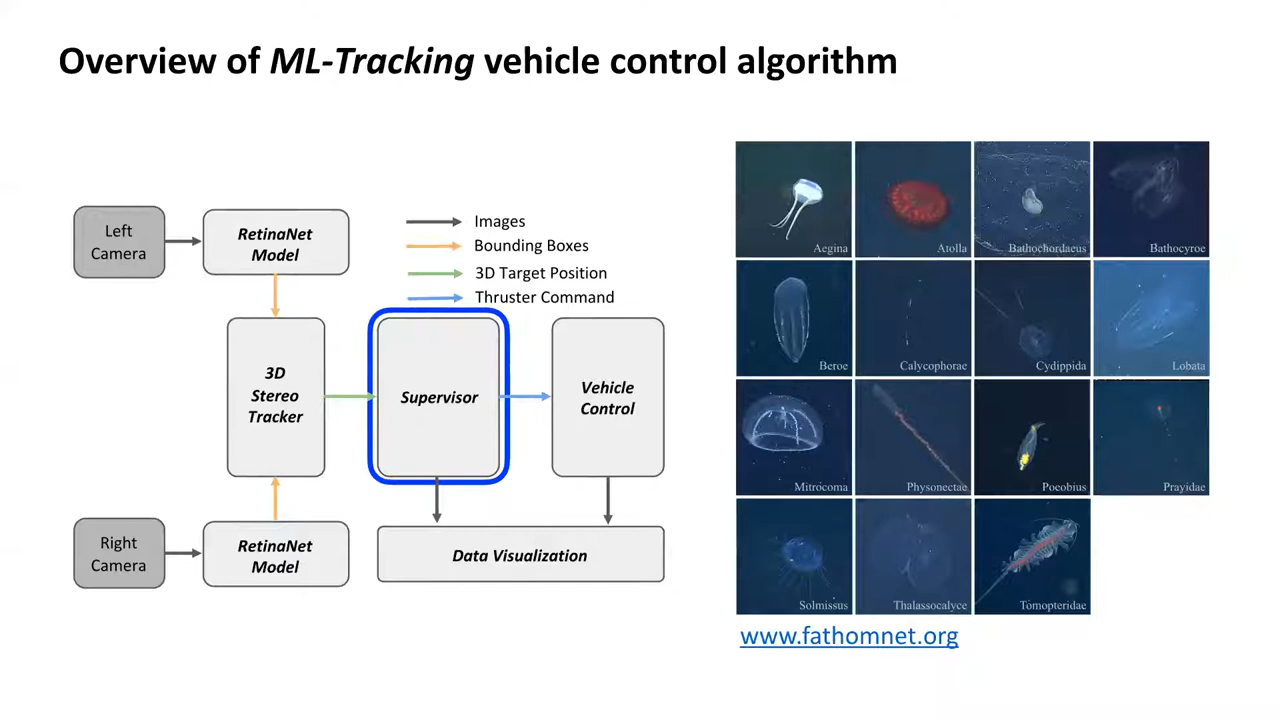 Overview of ML-Tracking vehicle control algorithm
Left
Camera
RetinaNet
Model
Images
Bounding Boxes
3D Target Position
Thruster Command
3D
Stereo
Tracker
Supervisor
Vehicle
Control
Right
Camera
RetinaNet
Model
Data Visualization
Aegina
Atolla
Bathochordaeus
Bathocyroe
Beroe
Calycophorae
Cydippida
Lobata
Mitrocoma
Physonectae
Poeobius
Prayidae
Solmissus
Thalassocalyce
Tomopteridae
www.fathomnet.org